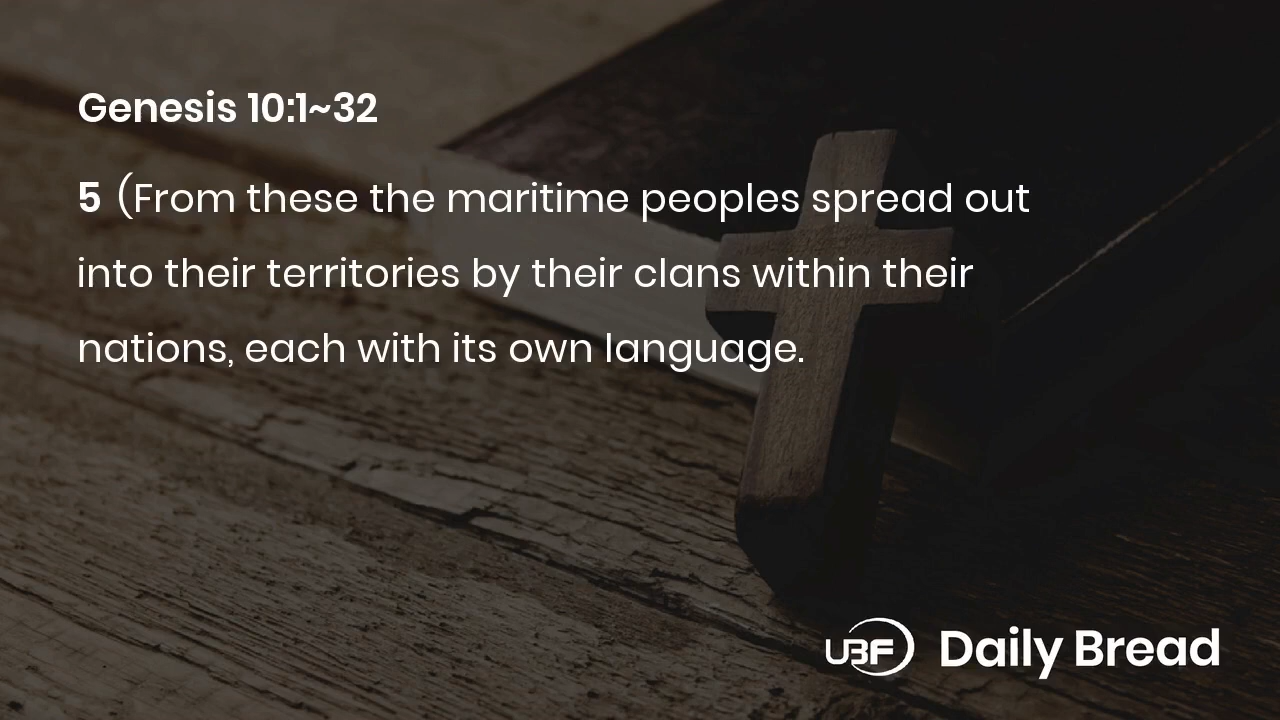 Genesis 10:1~32
5 (From these the maritime peoples spread out
into their territories by their clans within their
nations, each with its own language.
UBF Daily Bread